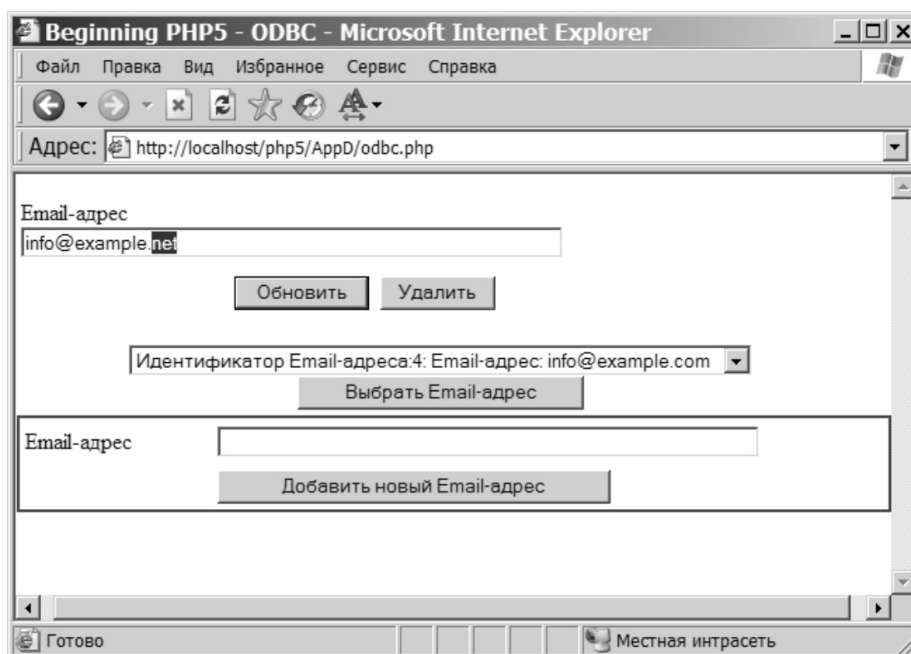 Beginning PHP5 - ODBC - Microsoft Internet Explorer
Файл Правка Вид Избранное Сервис Справка
Адрес: http://localhost/php5/AppD/odbc.php
Email-адрес
info@example.net
Обновить Удалить
Идентификатор Email-адреса:4: Email-адрес: info@example.com
Выбрать Email-адрес
Email-адрес
Добавить новый Email-адрес
Готово Местная интрасеть